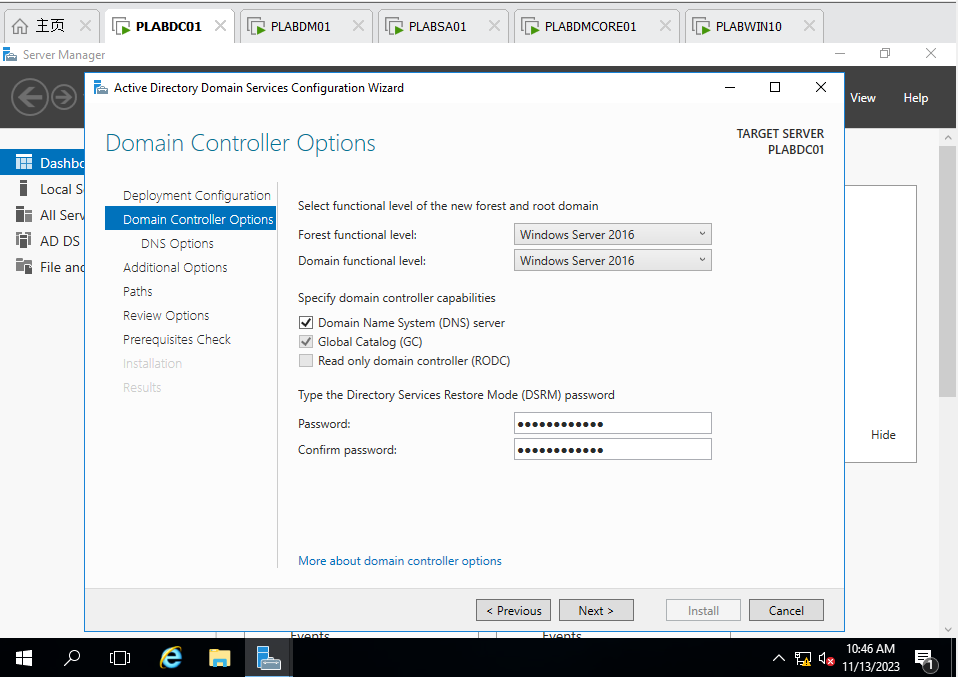 主页
PLABDC01
PLABDM01
PLABSA01
PLABDMCORE01
PLABWIN10
Server Manager
Active Directory Domain Services Configuration Wizard
View
Help
Domain Controller Options
TARGET SERVER
PLABDC01
Dashbo
Local S
All Serv
AD DS
File and
Deployment Configuration
Domain Controller Options
DNS Options
Additional Options
Paths
Review Options
Prerequisites Check
Installation
Results
Select functional level of the new forest and root domain
Forest functional level:
Windows Server 2016
Domain functional level:
Windows Server 2016
Specify domain controller capabilities
Domain Name System (DNS) server
Global Catalog (GC)
Read only domain controller (RODC)
Type the Directory Services Restore Mode (DSRM) password
Password:
●●●●●●●●●●●●
Confirm password:
●●●●●●●●●●●●
More about domain controller options
Hide
< Previous
Next >
Install
Cancel
Events
Events
10:46 AM
11/13/2023
1